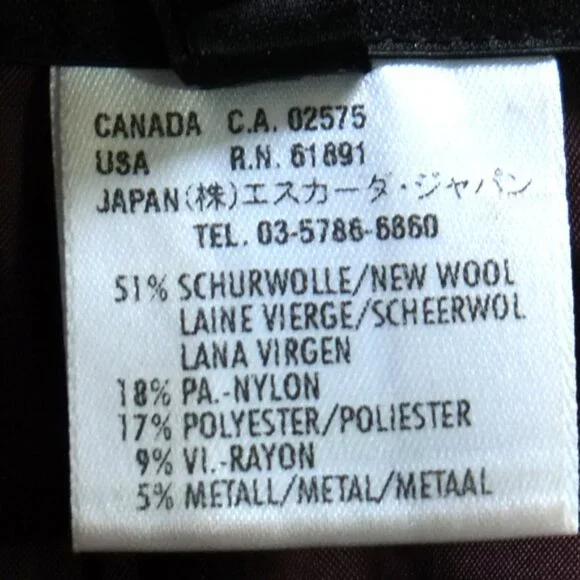 CANADA C.A. 02575
USA R.N. 61891
JAPAN(株)エスカーダ・ジャパン
TEL. 03-5786-6860
51% SCHURWOLLE/NEW WOOL
LAINE VIERGE/SCHEERWOL
LANA VIRGEN
18% PA.-NYLON
17% POLYESTER/POLIESTER
9% VI.-RAYON
5% METALL/METAL/METAAL